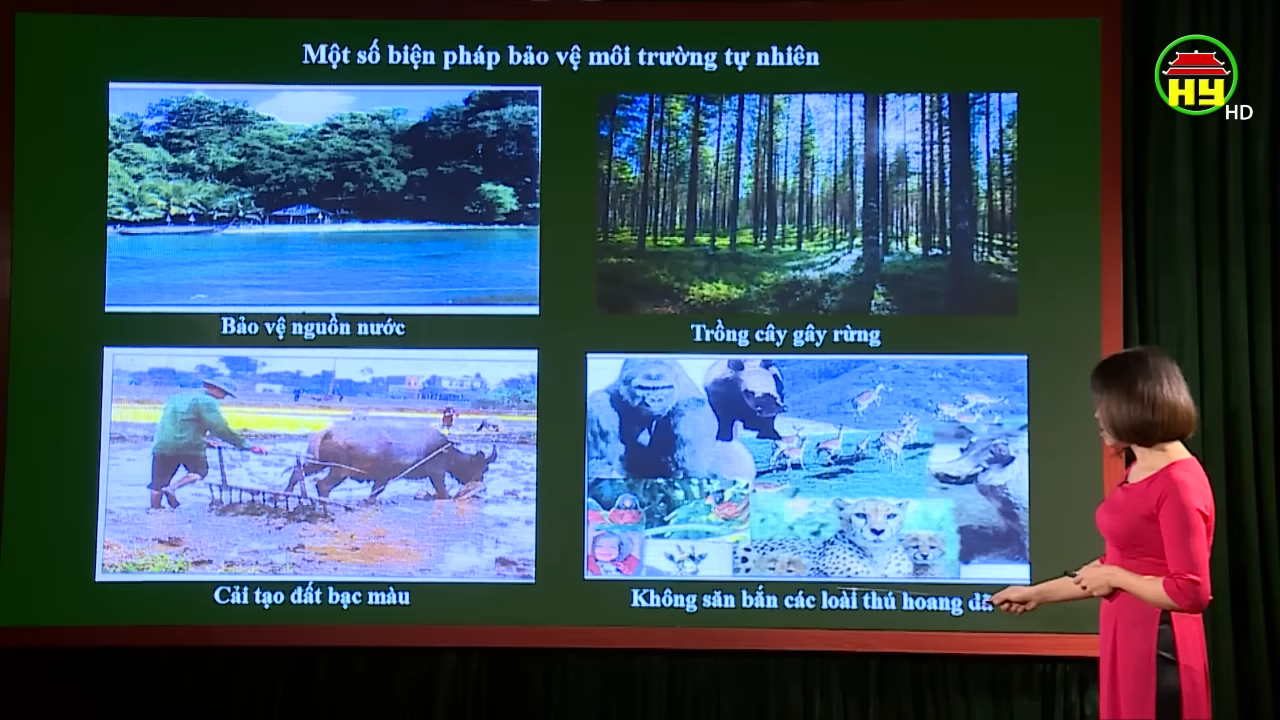 Một số biện pháp bảo vệ môi trường tự nhiên
HY
HD
Bảo vệ nguồn nước
Trồng cây gây rừng
Cải tạo đất bạc màu
Không săn bắn các loài thú hoang dã